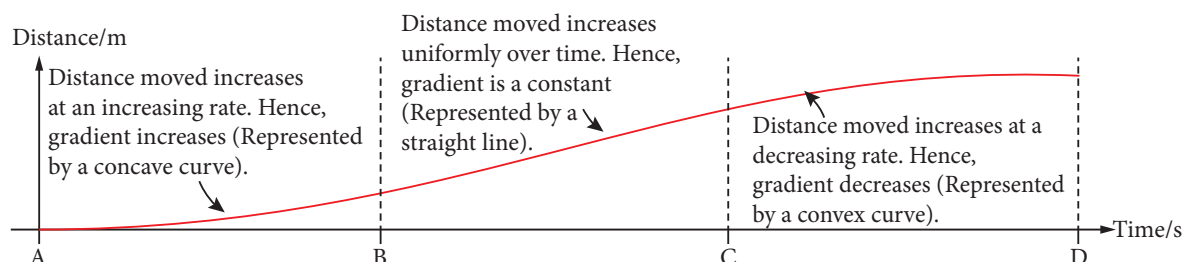 Distance/m
Distance moved increases
at an increasing rate. Hence,
gradient increases (Represented
by a concave curve).
Distance moved increases
uniformly over time. Hence,
gradient is a constant
(Represented by a
straight line).
Distance moved increases at a
decreasing rate. Hence,
gradient decreases (Represented
by a convex curve).
Time/s
A
B
C
D